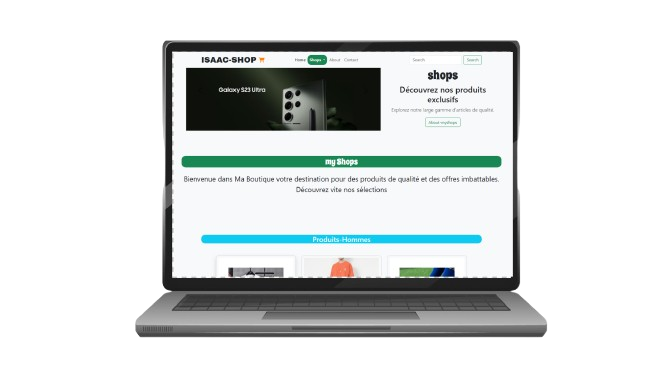 ISAAC-SHOP
Home Shops About Contact
Search Search
Galaxy S23 Ultra
shops
Découvrez nos produits
exclusifs
Explorez notre large gamme d'articles de qualité.
my Shops
Bienvenue dans Ma Boutique votre destination pour des produits de qualité et des offres imbattables.
Découvrez vite nos sélections
Produits-Hommes